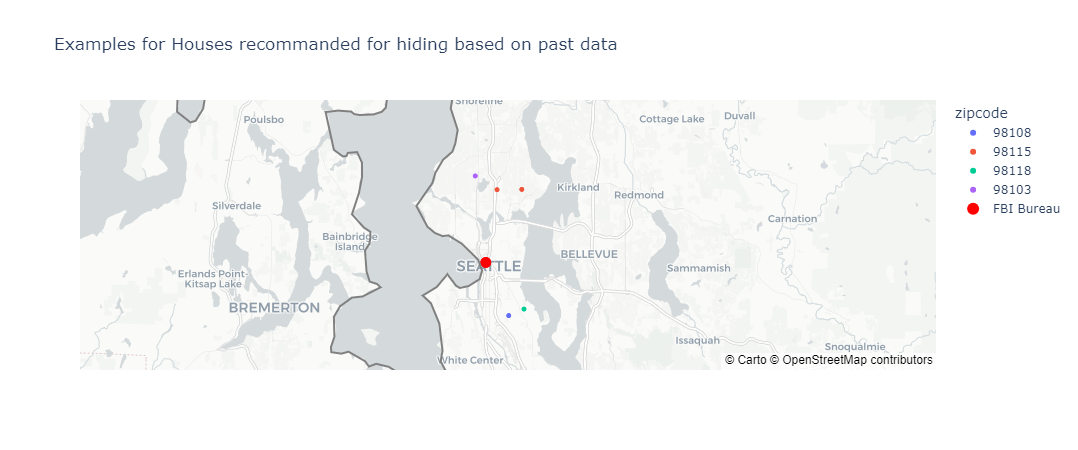 Examples for Houses recommanded for hiding based on past data
zipcode
98108
98115
98118
98103
FBI Bureau
Shoreline
Poulsbo
Cottage Lake
Duvall
Kirkland
Redmond
Silverdale
Carnation
Bainbridge
Island
BELLEVUE
SEATTLE
Sammamish
Erlands Point-
Kitsap Lake
BREMERTON
Issaquah
Snoqualmie
White Center
© Carto © OpenStreetMap contributors